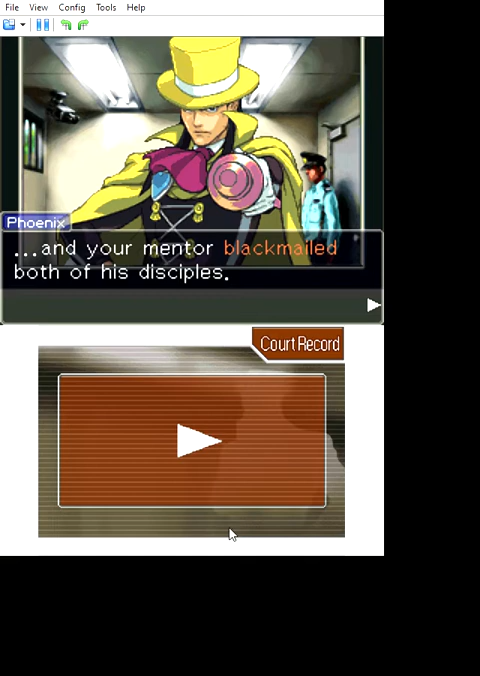 File View Config Tools Help
Phoenix
...and your mentor blackmailed
both of his disciples.
Court Record